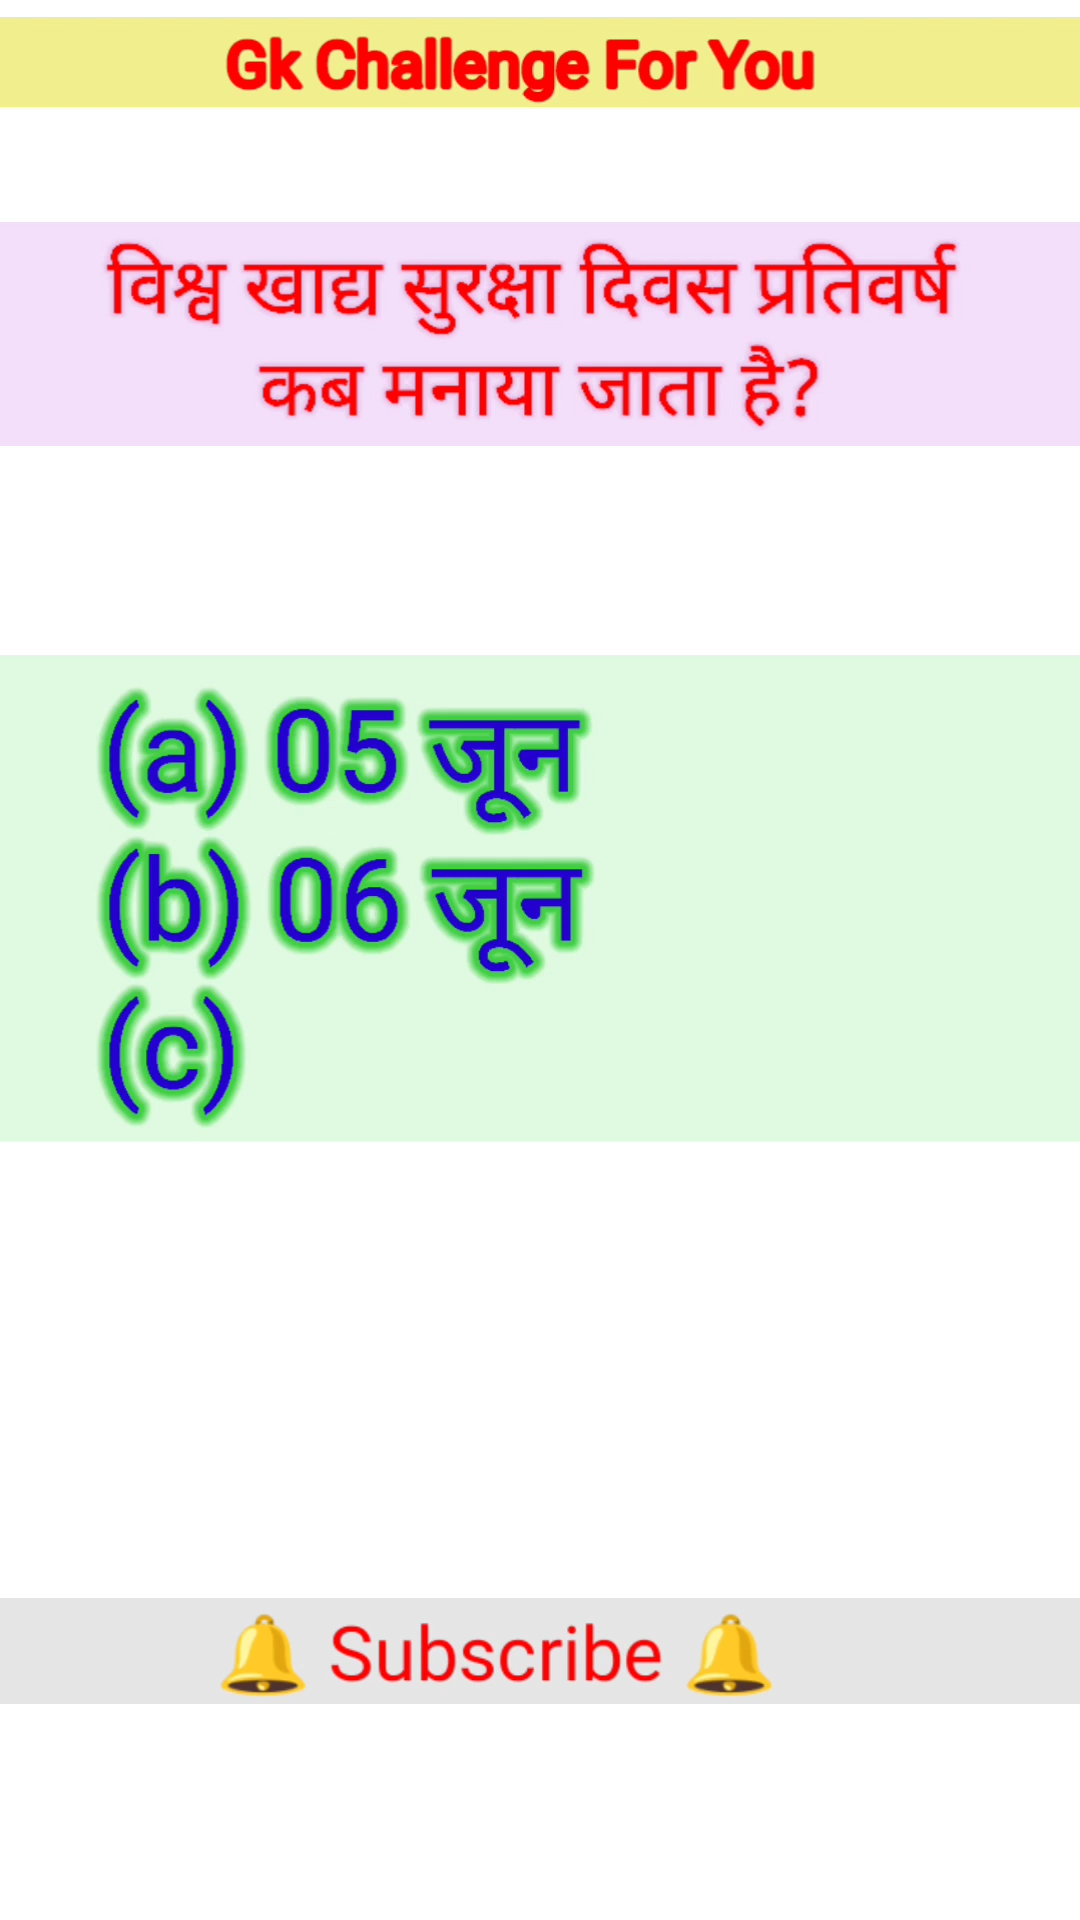 Gk Challenge For You
विश्व खाद्य सुरक्षा दिवस प्रतिवर्ष
कब मनाया जाता है?
(a) 05 जून
(b) 06 जून
(c)
🔔 Subscribe 🔔